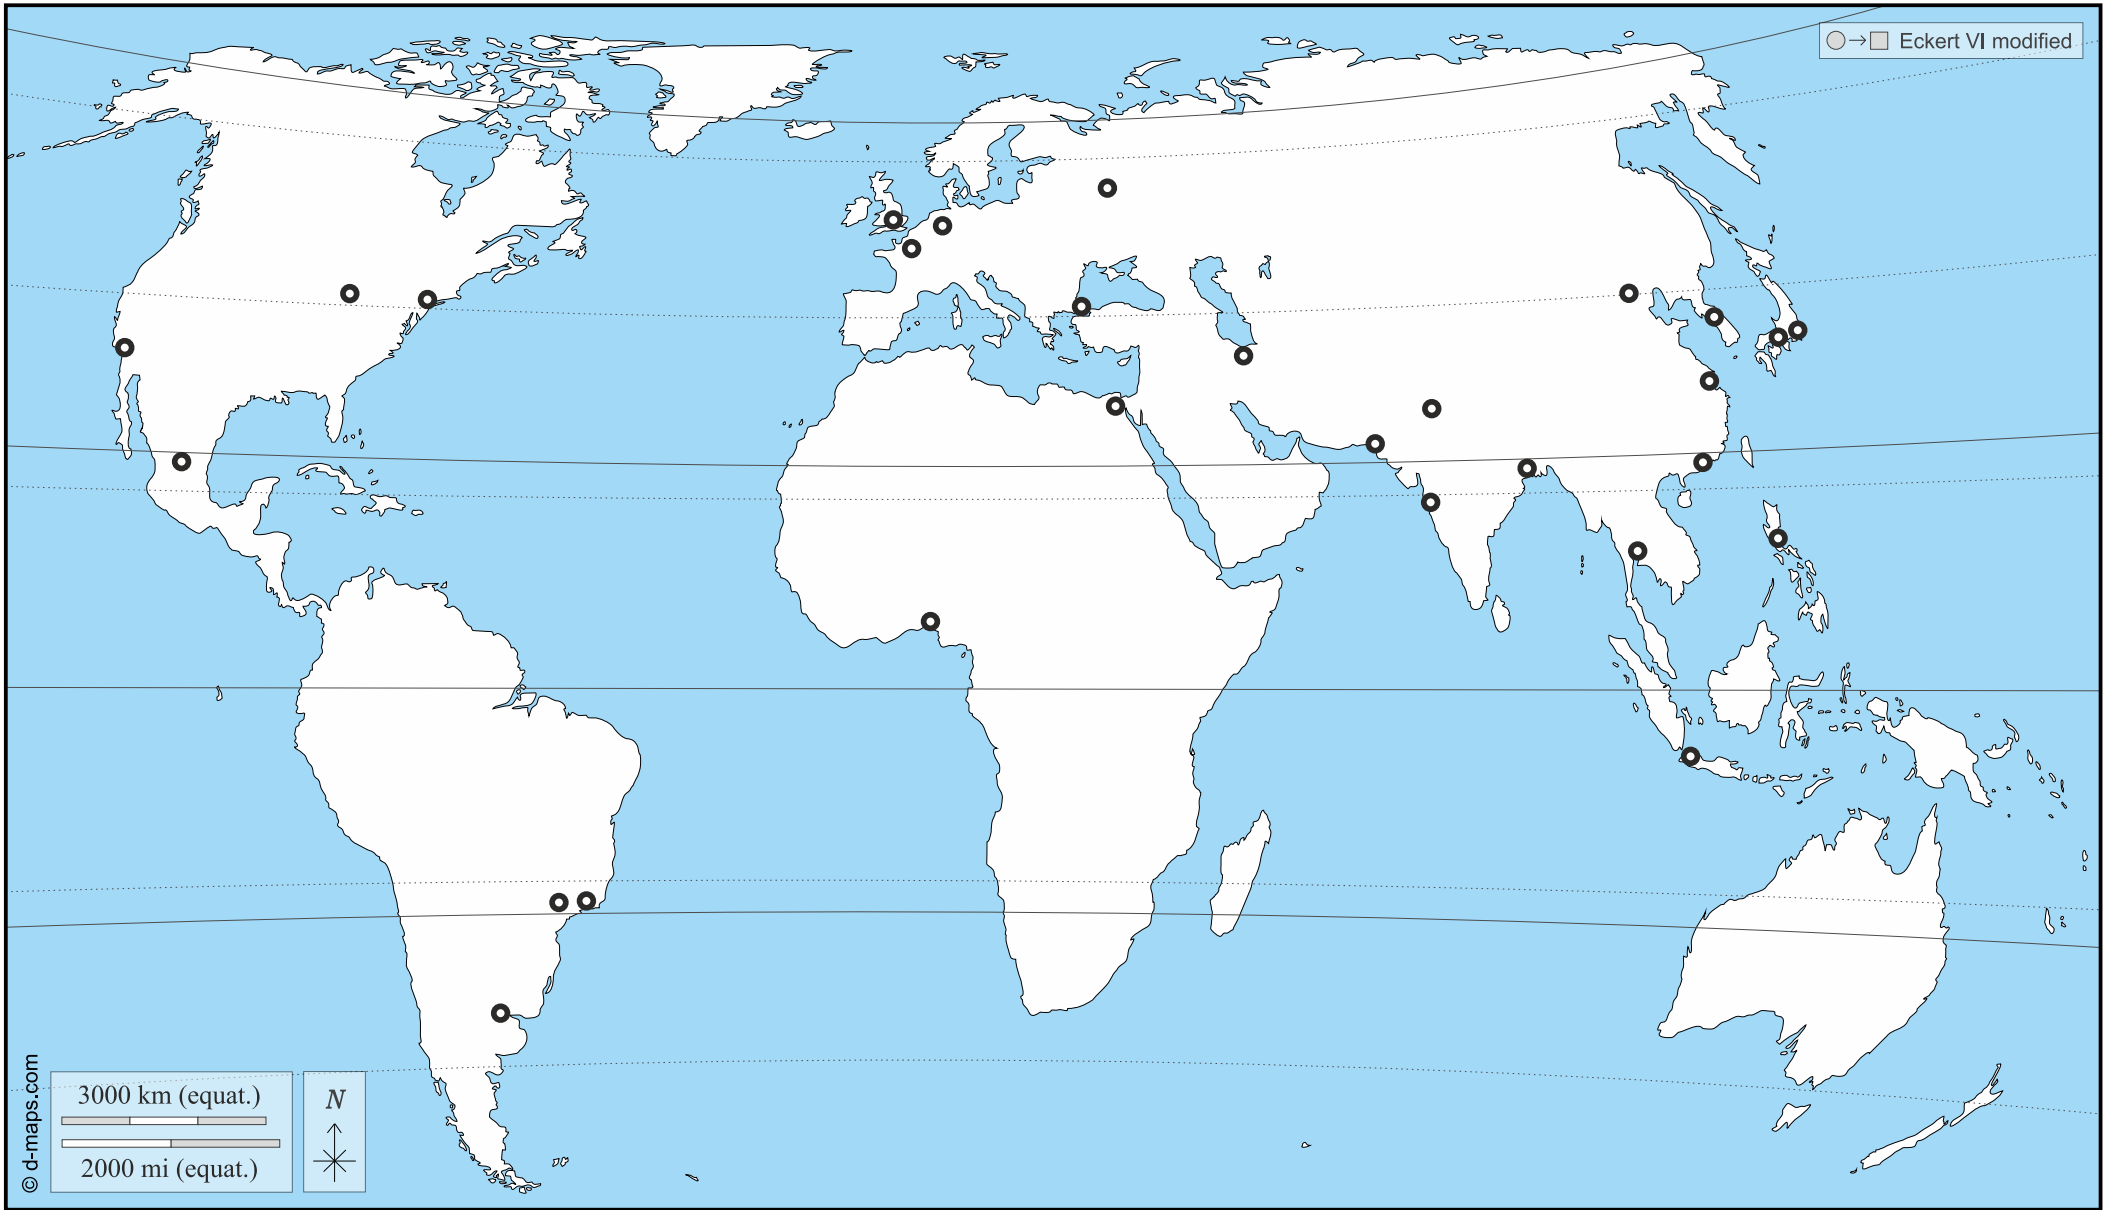 Eckert VI modified
3000 km (equat.)
2000 mi (equat.)
N
© d-maps.com